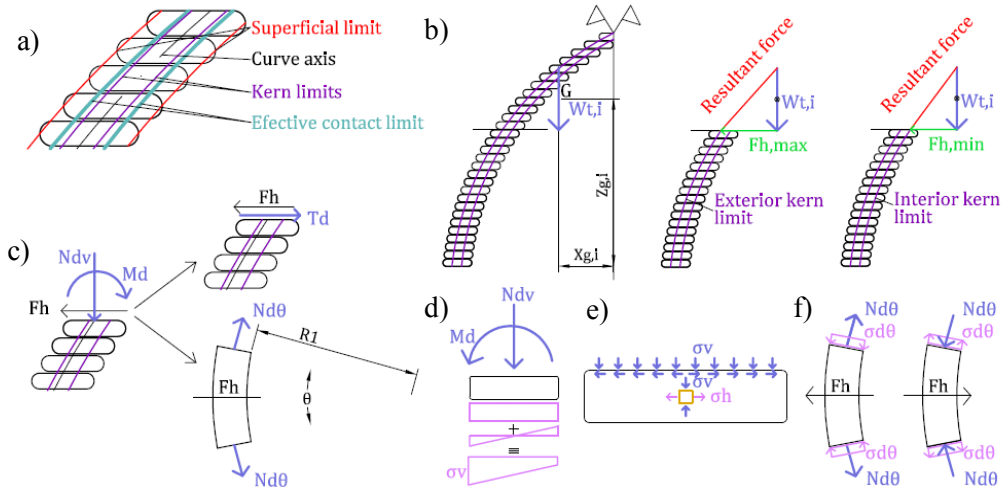 a)
Superficial limit
Curve axis
Kern limits
Efective contact limit
b)
G
Wt,i
Zg,i
Xg,i
Resultant force
Wt,i
Fh,max
Exterior kern
limit
Resultant force
Wt,i
Fh,min
Interior kern
limit
c)
Ndv
Md
Fh
Fh
Td
Ndθ
R1
Fh
θ
Ndθ
d)
Ndv
Md
+
≡
σv
e)
σv
σv
σh
f)
Ndθ
σdθ
Fh
σdθ
Ndθ
Ndθ
σdθ
Fh
σdθ
Ndθ